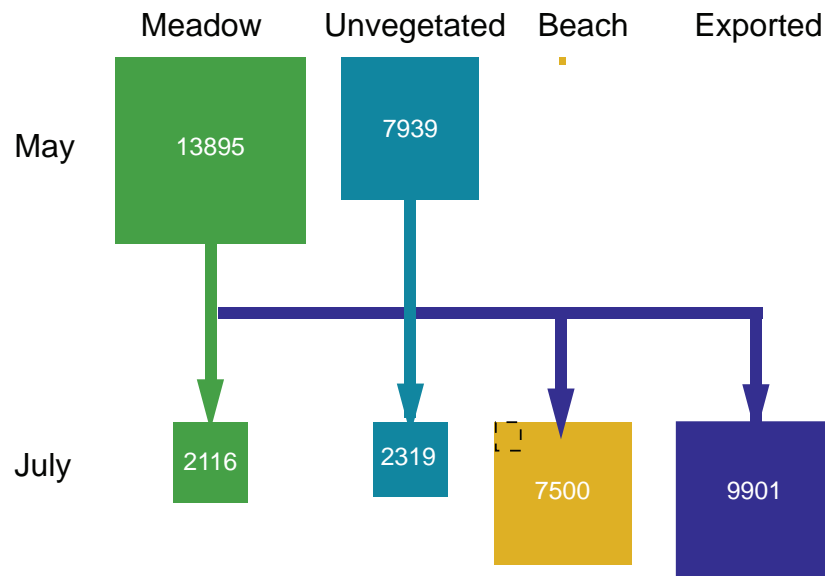 Meadow Unvegetated Beach Exported
May 13895 7939
July 2116 2319 7500 9901